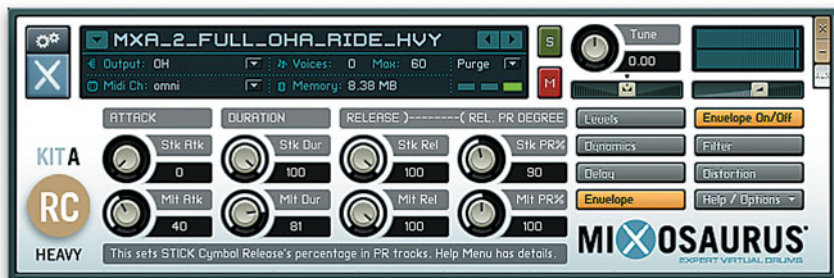 MXA_2_FULL_OHA_RIDE_HVY
S
Tune
0.00
Output: OH
Voices: 0 Max: 60
Purge
Midi Ch: omni
Memory: 8.38 MB
M
ATTACK
DURATION
RELEASE )--------( REL. PR DEGREE
Levels
Envelope On/Off
KIT A
Stk Atk
0
Stk Dur
100
Stk Rel
100
Stk PR%
90
Dynamics
Filter
Delay
Distortion
RC
Mlt Atk
40
Mlt Dur
81
Mlt Rel
100
Mlt PR%
100
Envelope
Help / Options
HEAVY
This sets STICK Cymbal Release's percentage in PR tracks. Help Menu has details.
MIXOSAURUS
EXPERT VIRTUAL DRUMS